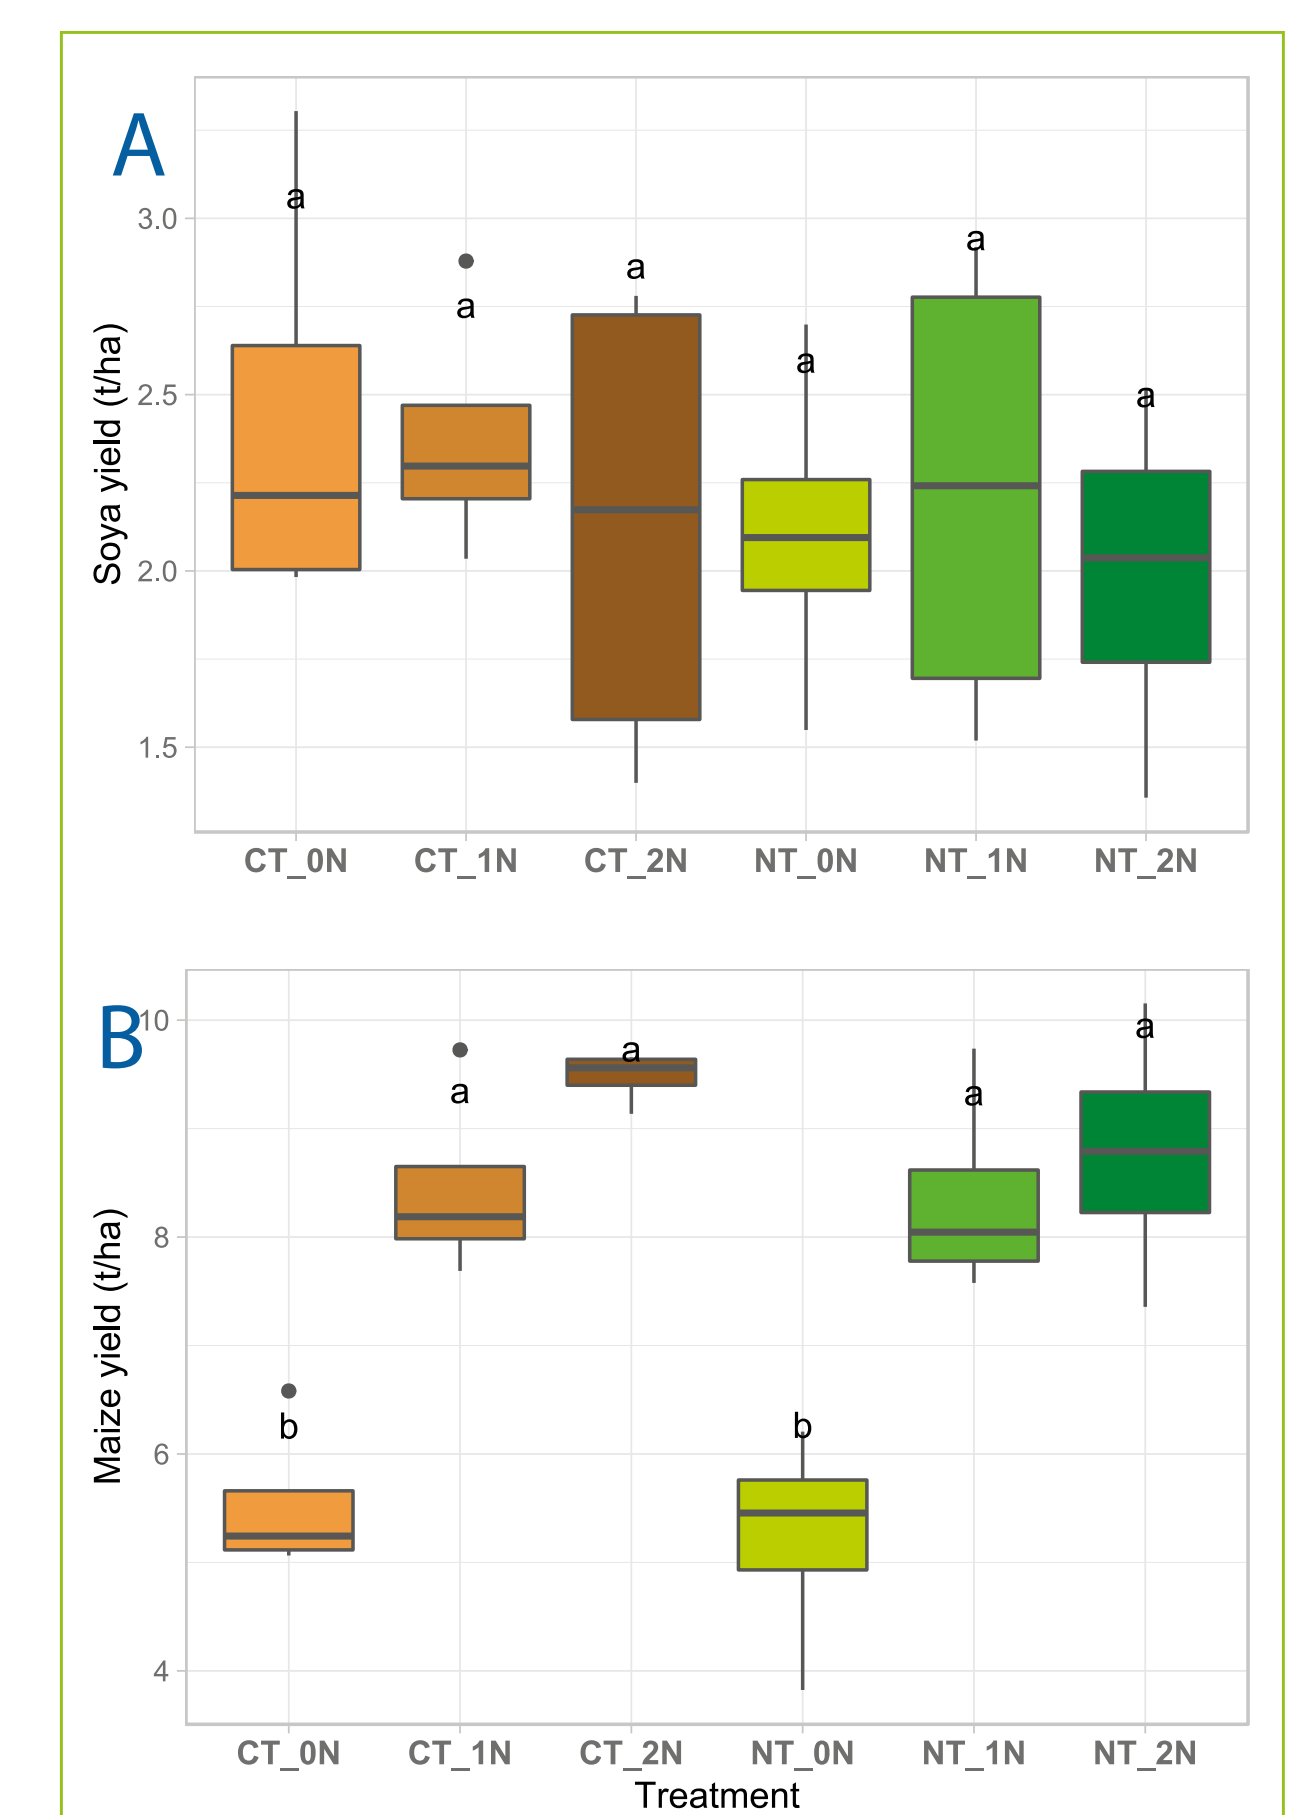 A
Soya yield (t/ha)
3.0
2.5
2.0
1.5
a
a
a
a
a
a
CT_0N CT_1N CT_2N NT_0N NT_1N NT_2N
B
Maize yield (t/ha)
10
8
6
4
b
a
a
b
a
a
CT_0N CT_1N CT_2N NT_0N NT_1N NT_2N
Treatment